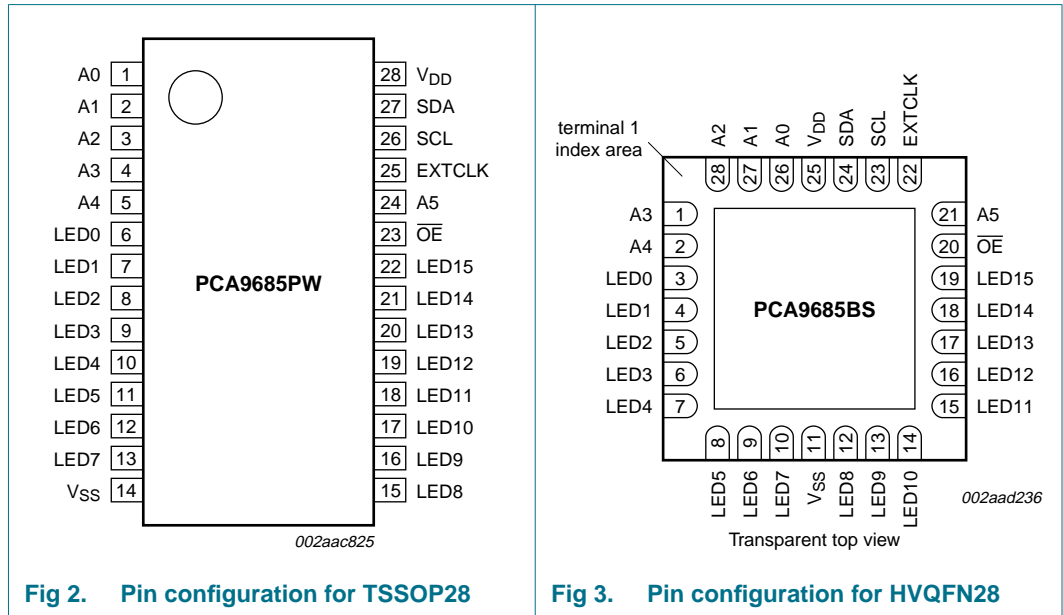 A0 1
A1 2
A2 3
A3 4
A4 5
LED0 6
LED1 7
LED2 8
LED3 9
LED4 10
LED5 11
LED6 12
LED7 13
VSS 14
PCA9685PW
28 VDD
27 SDA
26 SCL
25 EXTCLK
24 A5
23 O̅E̅
22 LED15
21 LED14
20 LED13
19 LED12
18 LED11
17 LED10
16 LED9
15 LED8
002aac825
Fig 2. Pin configuration for TSSOP28
terminal 1
index area
A2 28
A1 27
A0 26
VDD 25
SDA 24
SCL 23
EXTCLK 22
A3 1
A4 2
LED0 3
LED1 4
LED2 5
LED3 6
LED4 7
PCA9685BS
21 A5
20 O̅E̅
19 LED15
18 LED14
17 LED13
16 LED12
15 LED11
LED5 8
LED6 9
LED7 10
VSS 11
LED8 12
LED9 13
LED10 14
002aad236
Transparent top view
Fig 3. Pin configuration for HVQFN28